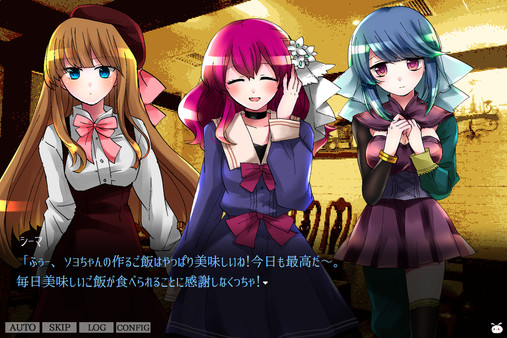 シーマ
「ふぅー、ソヨちゃんの作るご飯はやっぱり美味しいね！今日も最高だ～。
毎日美味しいご飯が食べられることに感謝しなくっちゃ！
AUTO SKIP LOG CONFIG